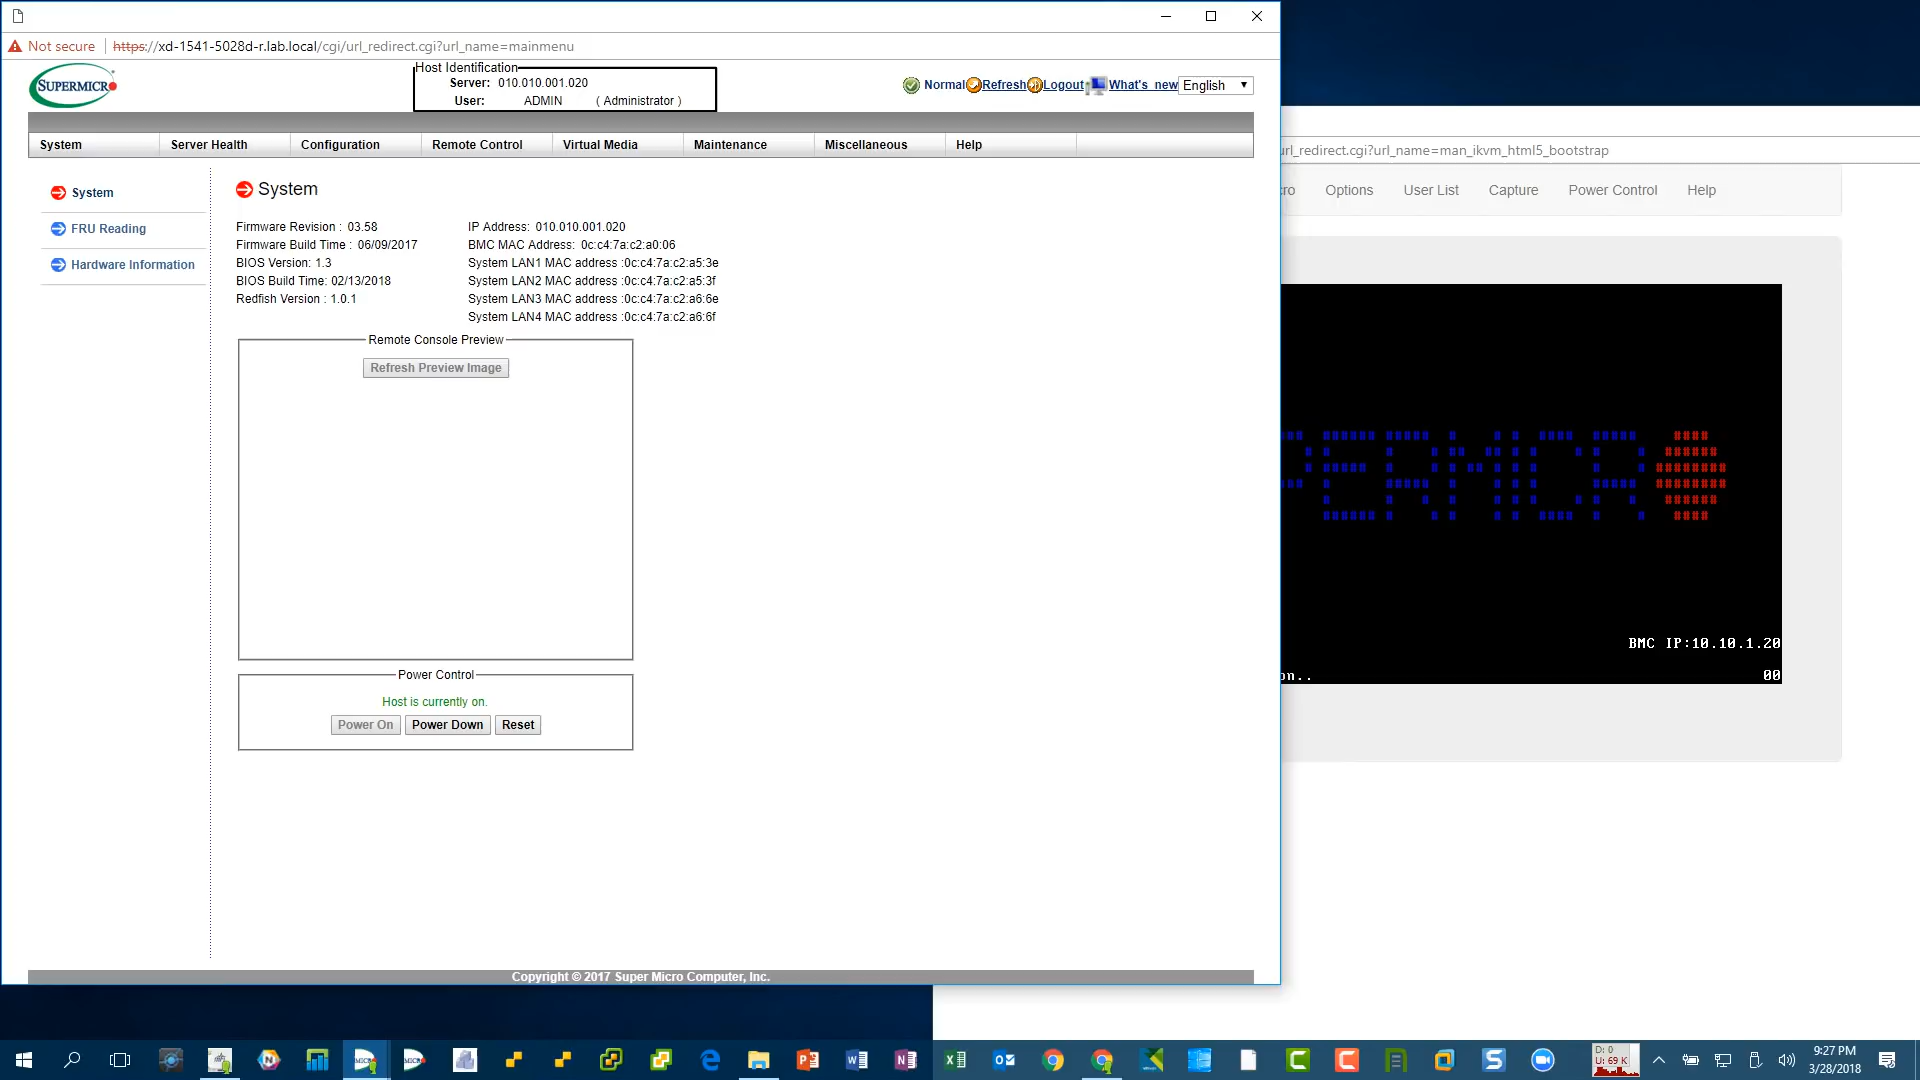 Not secure https://xd-1541-5028d-r.lab.local/cgi/url_redirect.cgi?url_name=mainmenu
SUPERMICR
Host Identification
Server: 010.010.001.020
User: ADMIN ( Administrator )
Normal Refresh Logout What's new English
System Server Health Configuration Remote Control Virtual Media Maintenance Miscellaneous Help
System
FRU Reading
Hardware Information
System
Firmware Revision : 03.58
Firmware Build Time : 06/09/2017
BIOS Version: 1.3
BIOS Build Time: 02/13/2018
Redfish Version : 1.0.1
IP Address: 010.010.001.020
BMC MAC Address: 0c:c4:7a:c2:a0:06
System LAN1 MAC address :0c:c4:7a:c2:a5:3e
System LAN2 MAC address :0c:c4:7a:c2:a5:3f
System LAN3 MAC address :0c:c4:7a:c2:a6:6e
System LAN4 MAC address :0c:c4:7a:c2:a6:6f
Remote Console Preview
Refresh Preview Image
Power Control
Host is currently on.
Power On Power Down Reset
Copyright © 2017 Super Micro Computer, Inc.
url_redirect.cgi?url_name=man_ikvm_html5_bootstrap
cro Options User List Capture Power Control Help
PERMICR
BMC IP:10.10.1.20
on.. 00
D: 0
U: 69 K
9:27 PM
3/28/2018